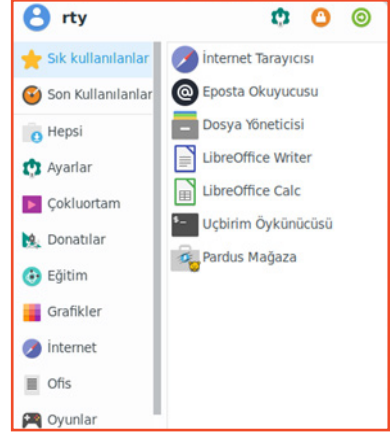 rty
Sık kullanılanlar
Son Kullanılanlar
Hepsi
Ayarlar
Çokluortam
Donatılar
Eğitim
Grafikler
İnternet
Ofis
Oyunlar
İnternet Tarayıcısı
Eposta Okuyucusu
Dosya Yöneticisi
LibreOffice Writer
LibreOffice Calc
Uçbirim Öykünücüsü
Pardus Mağaza